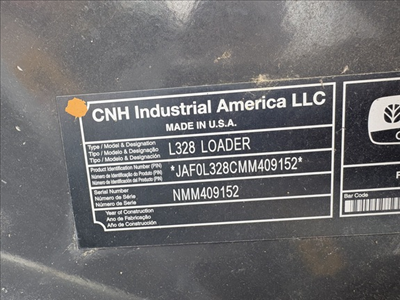 CNH Industrial America LLC
MADE IN U.S.A.
Type / Model & Designation
Tipo / Modelo & Designação
Tipo / Modelo & Designación
L328 LOADER
Product Identification Number (PIN)
Número de Identificação do Produto (PIN)
Número de Identificación del Producto (PIN)
*JAF0L328CMM409152*
Serial Number
Número de Série
Número de Serie
NMM409152
Year of Construction
Ano de Fabricação
Año de Construcción
Bar Code